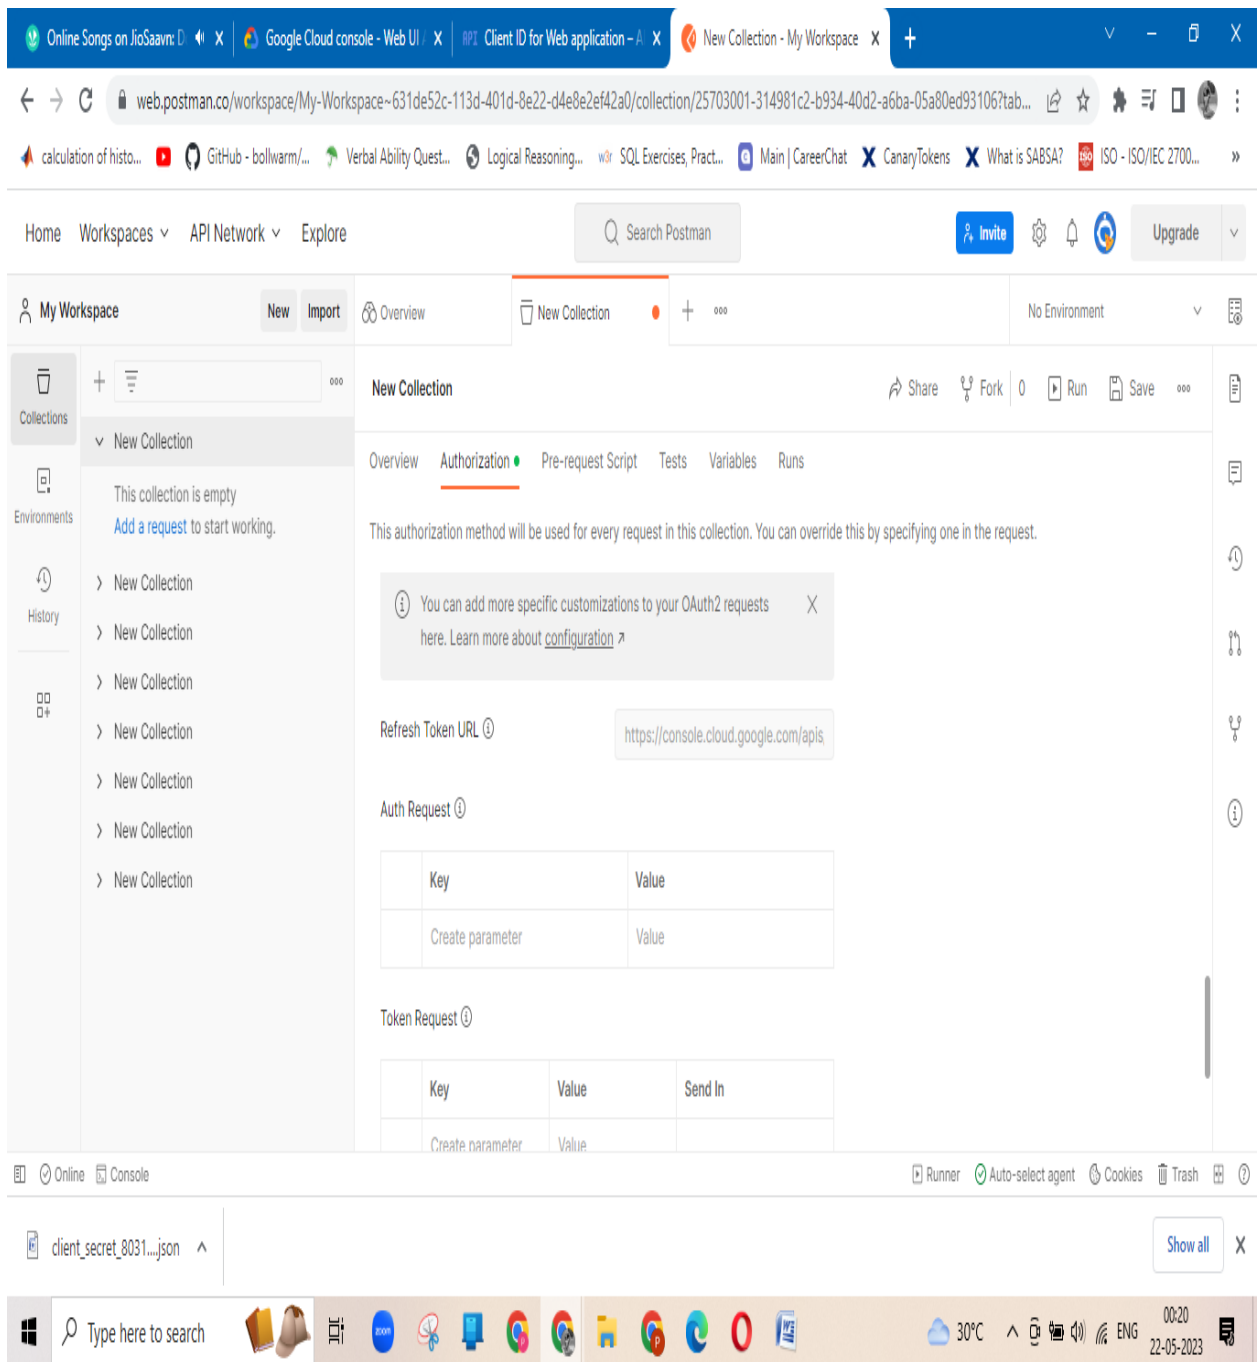 Online Songs on JioSaavn: D
Google Cloud console - Web UI /
API Client ID for Web application – A
New Collection - My Workspace
web.postman.co/workspace/My-Workspace~631de52c-113d-401d-8e22-d4e8e2ef42a0/collection/25703001-314981c2-b934-40d2-a6ba-05a80ed93106?tab...
calculation of histo... GitHub - bollwarm/... Verbal Ability Quest... Logical Reasoning... w3r SQL Exercises, Pract... Main | CareerChat CanaryTokens What is SABSA? ISO ISO - ISO/IEC 2700... »
Home Workspaces API Network Explore Search Postman Invite Upgrade
My Workspace New Import Overview New Collection No Environment
Collections
New Collection Share Fork 0 Run Save
New Collection
Overview Authorization Pre-request Script Tests Variables Runs
This collection is empty
Add a request to start working.
Environments
This authorization method will be used for every request in this collection. You can override this by specifying one in the request.
New Collection
History
New Collection
New Collection
New Collection
New Collection
New Collection
New Collection
You can add more specific customizations to your OAuth2 requests
here. Learn more about configuration
Refresh Token URL https://console.cloud.google.com/apis
Auth Request
Key Value
Create parameter Value
Token Request
Key Value Send In
Create parameter Value
Online Console Runner Auto-select agent Cookies Trash
client_secret_8031....json Show all
Type here to search zoom 30°C ENG 00:20
22-05-2023